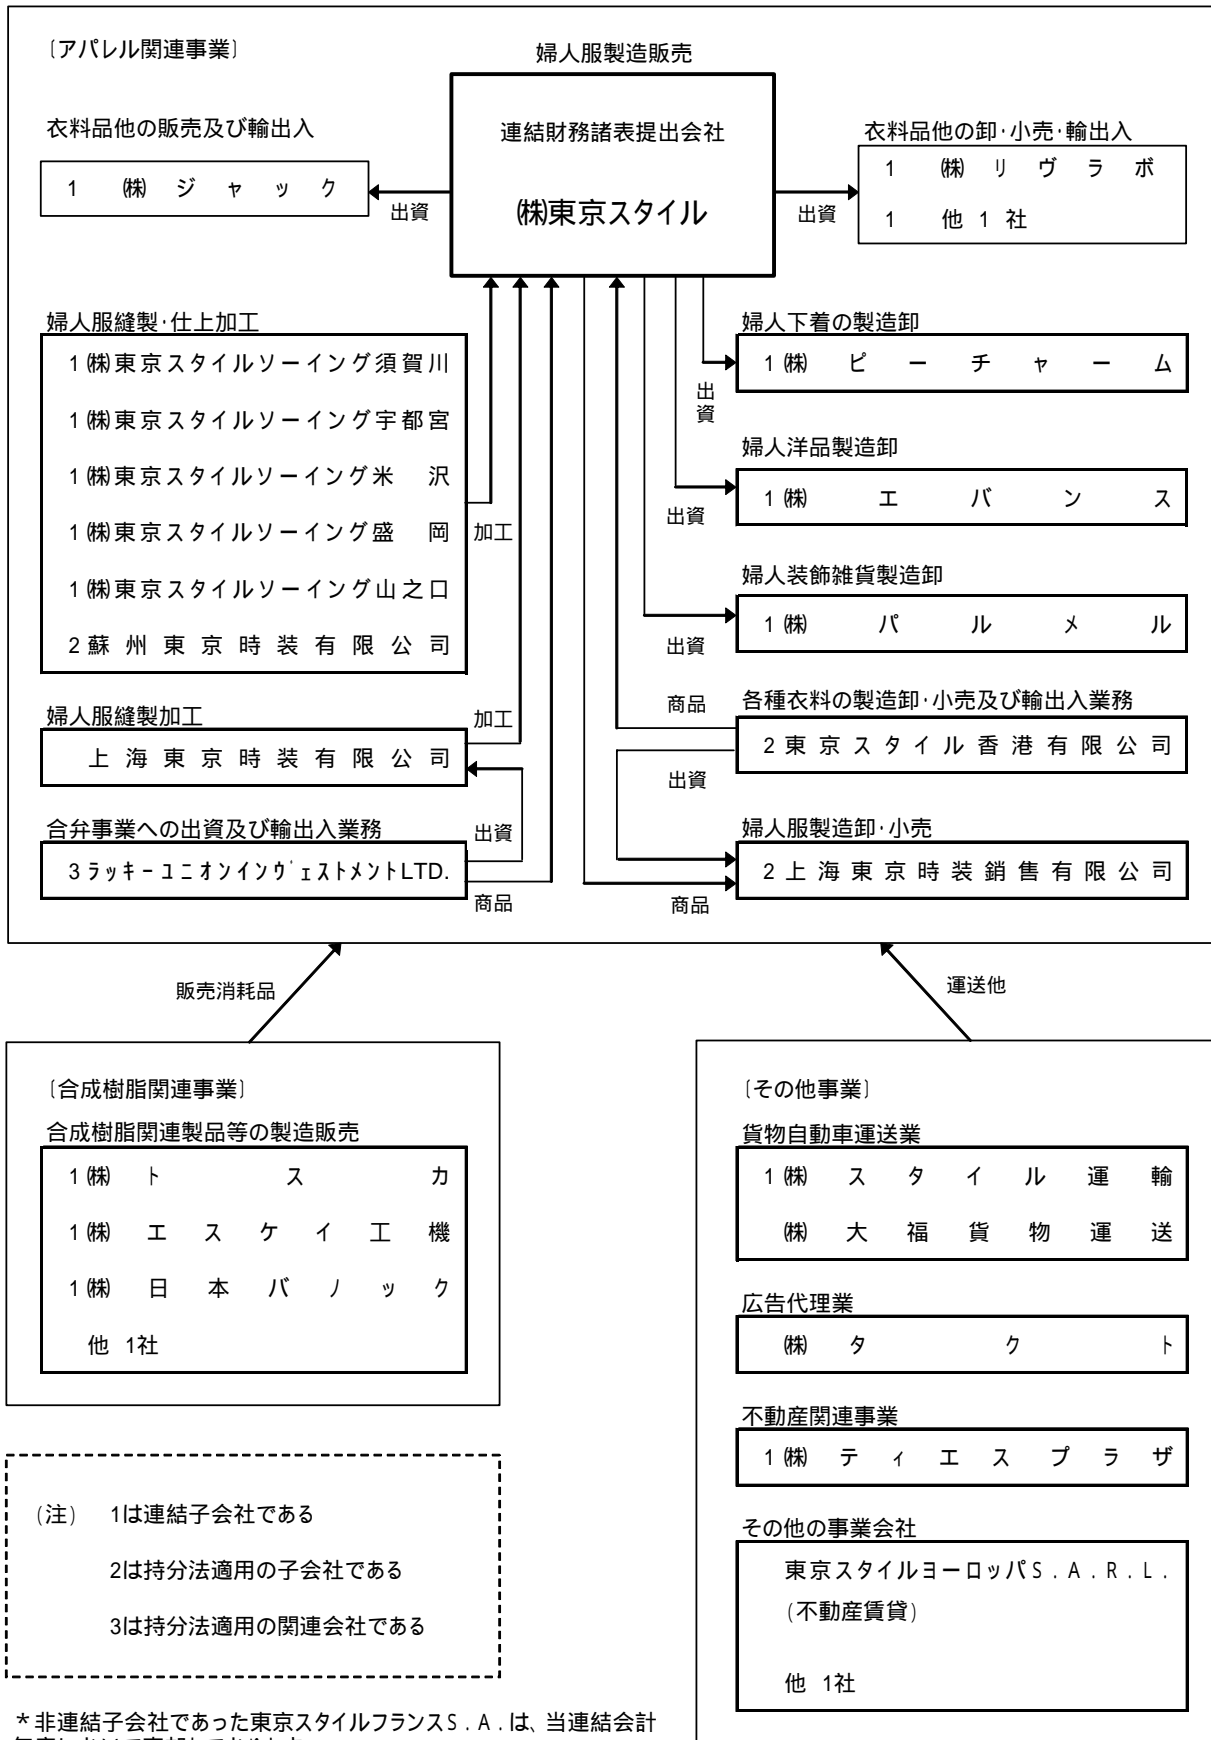 〔アパレル関連事業〕
婦人服製造販売
連結財務諸表提出会社
㈱東京スタイル
衣料品他の販売及び輸出入
1 ㈱ジャック
出資
出資
衣料品他の卸・小売・輸出入
1 ㈱リヴラボ
1 他1社
婦人服縫製・仕上加工
1㈱東京スタイルソーイング須賀川
1㈱東京スタイルソーイング宇都宮
1㈱東京スタイルソーイング米沢
1㈱東京スタイルソーイング盛岡
1㈱東京スタイルソーイング山之口
2蘇州東京時装有限公司
加工
婦人服縫製加工
上海東京時装有限公司
加工
合弁事業への出資及び輸出入業務
3ラッキーユニオンインヴェストメントLTD.
出資
商品
婦人下着の製造卸
1㈱ピーチャーム
出資
婦人洋品製造卸
1㈱エバンス
出資
婦人装飾雑貨製造卸
1㈱パルメル
出資
各種衣料の製造卸・小売及び輸出入業務
2東京スタイル香港有限公司
商品
出資
婦人服製造卸・小売
2上海東京時装銷售有限公司
商品
販売消耗品
運送他
〔合成樹脂関連事業〕
合成樹脂関連製品等の製造販売
1㈱トスカ
1㈱エスケイ工機
1㈱日本バノック
他 1社
〔その他事業〕
貨物自動車運送業
1㈱スタイル運輸
㈱大福貨物運送
広告代理業
㈱タクト
不動産関連事業
1㈱ティエスプラザ
その他の事業会社
東京スタイルヨーロッパS.A.R.L.
(不動産賃貸)
他 1社
(注) 1は連結子会社である
2は持分法適用の子会社である
3は持分法適用の関連会社である
*非連結子会社であった東京スタイルフランスS.A.は、当連結会計